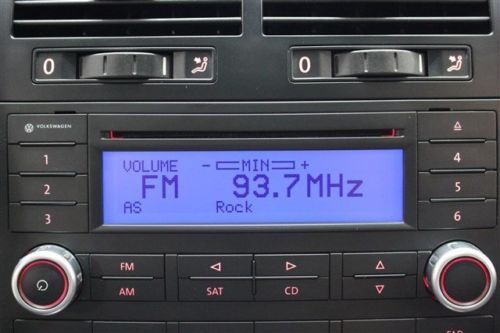 0
0
VOLKSWAGEN
VOLUME - MIN +
FM 93.7MHz
AS Rock
1
2
3
4
5
6
FM
AM
SAT
CD